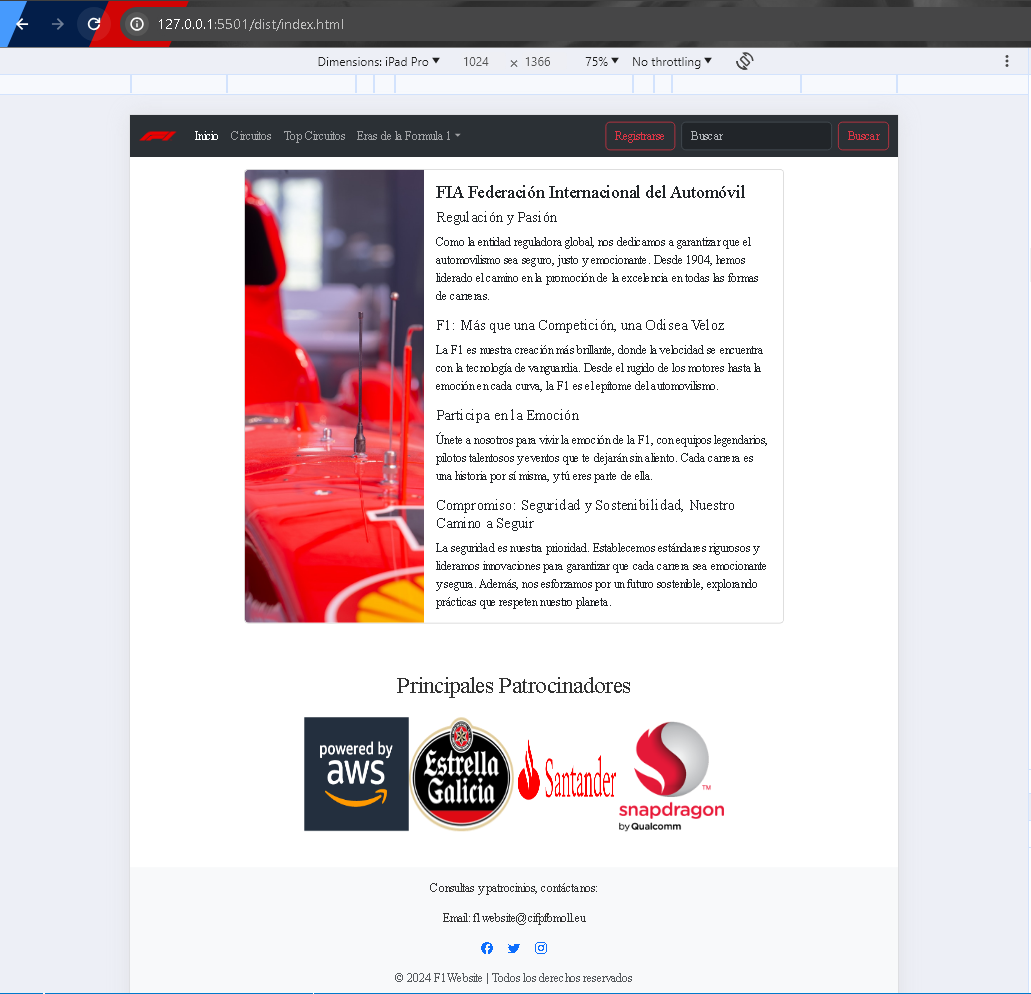 127.0.0.1:5501/dist/index.html
Dimensions: iPad Pro 1024 × 1366 75% No throttling
Inicio Circuitos Top Circuitos Eras de la Formula 1 Registrarse Buscar Buscar
FIA Federación Internacional del Automóvil
Regulación y Pasión
Como la entidad reguladora global, nos dedicamos a garantizar que el
automovilismo sea seguro, justo y emocionante. Desde 1904, hemos
liderado el camino en la promoción de la excelencia en todas las formas
de carreras.
F1: Más que una Competición, una Odisea Veloz
La F1 es nuestra creación más brillante, donde la velocidad se encuentra
con la tecnología de vanguardia. Desde el rugido de los motores hasta la
emoción en cada curva, la F1 es el epítome del automovilismo.
Participa en la Emoción
Únete a nosotros para vivir la emoción de la F1, con equipos legendarios,
pilotos talentosos y eventos que te dejarán sin aliento. Cada carrera es
una historia por sí misma, y tú eres parte de ella.
Compromiso: Seguridad y Sostenibilidad, Nuestro
Camino a Seguir
La seguridad es nuestra prioridad. Establecemos estándares rigurosos y
lideramos innovaciones para garantizar que cada carrera sea emocionante
y segura. Además, nos esforzamos por un futuro sostenible, explorando
prácticas que respeten nuestro planeta.
Principales Patrocinadores
powered by
aws
Estrella
Galicia
Santander
snapdragon
TM
by Qualcomm
Consultas y patrocinios, contáctanos:
Email: f1website@cifpfbmoll.eu
© 2024 F1Website | Todos los derechos reservados